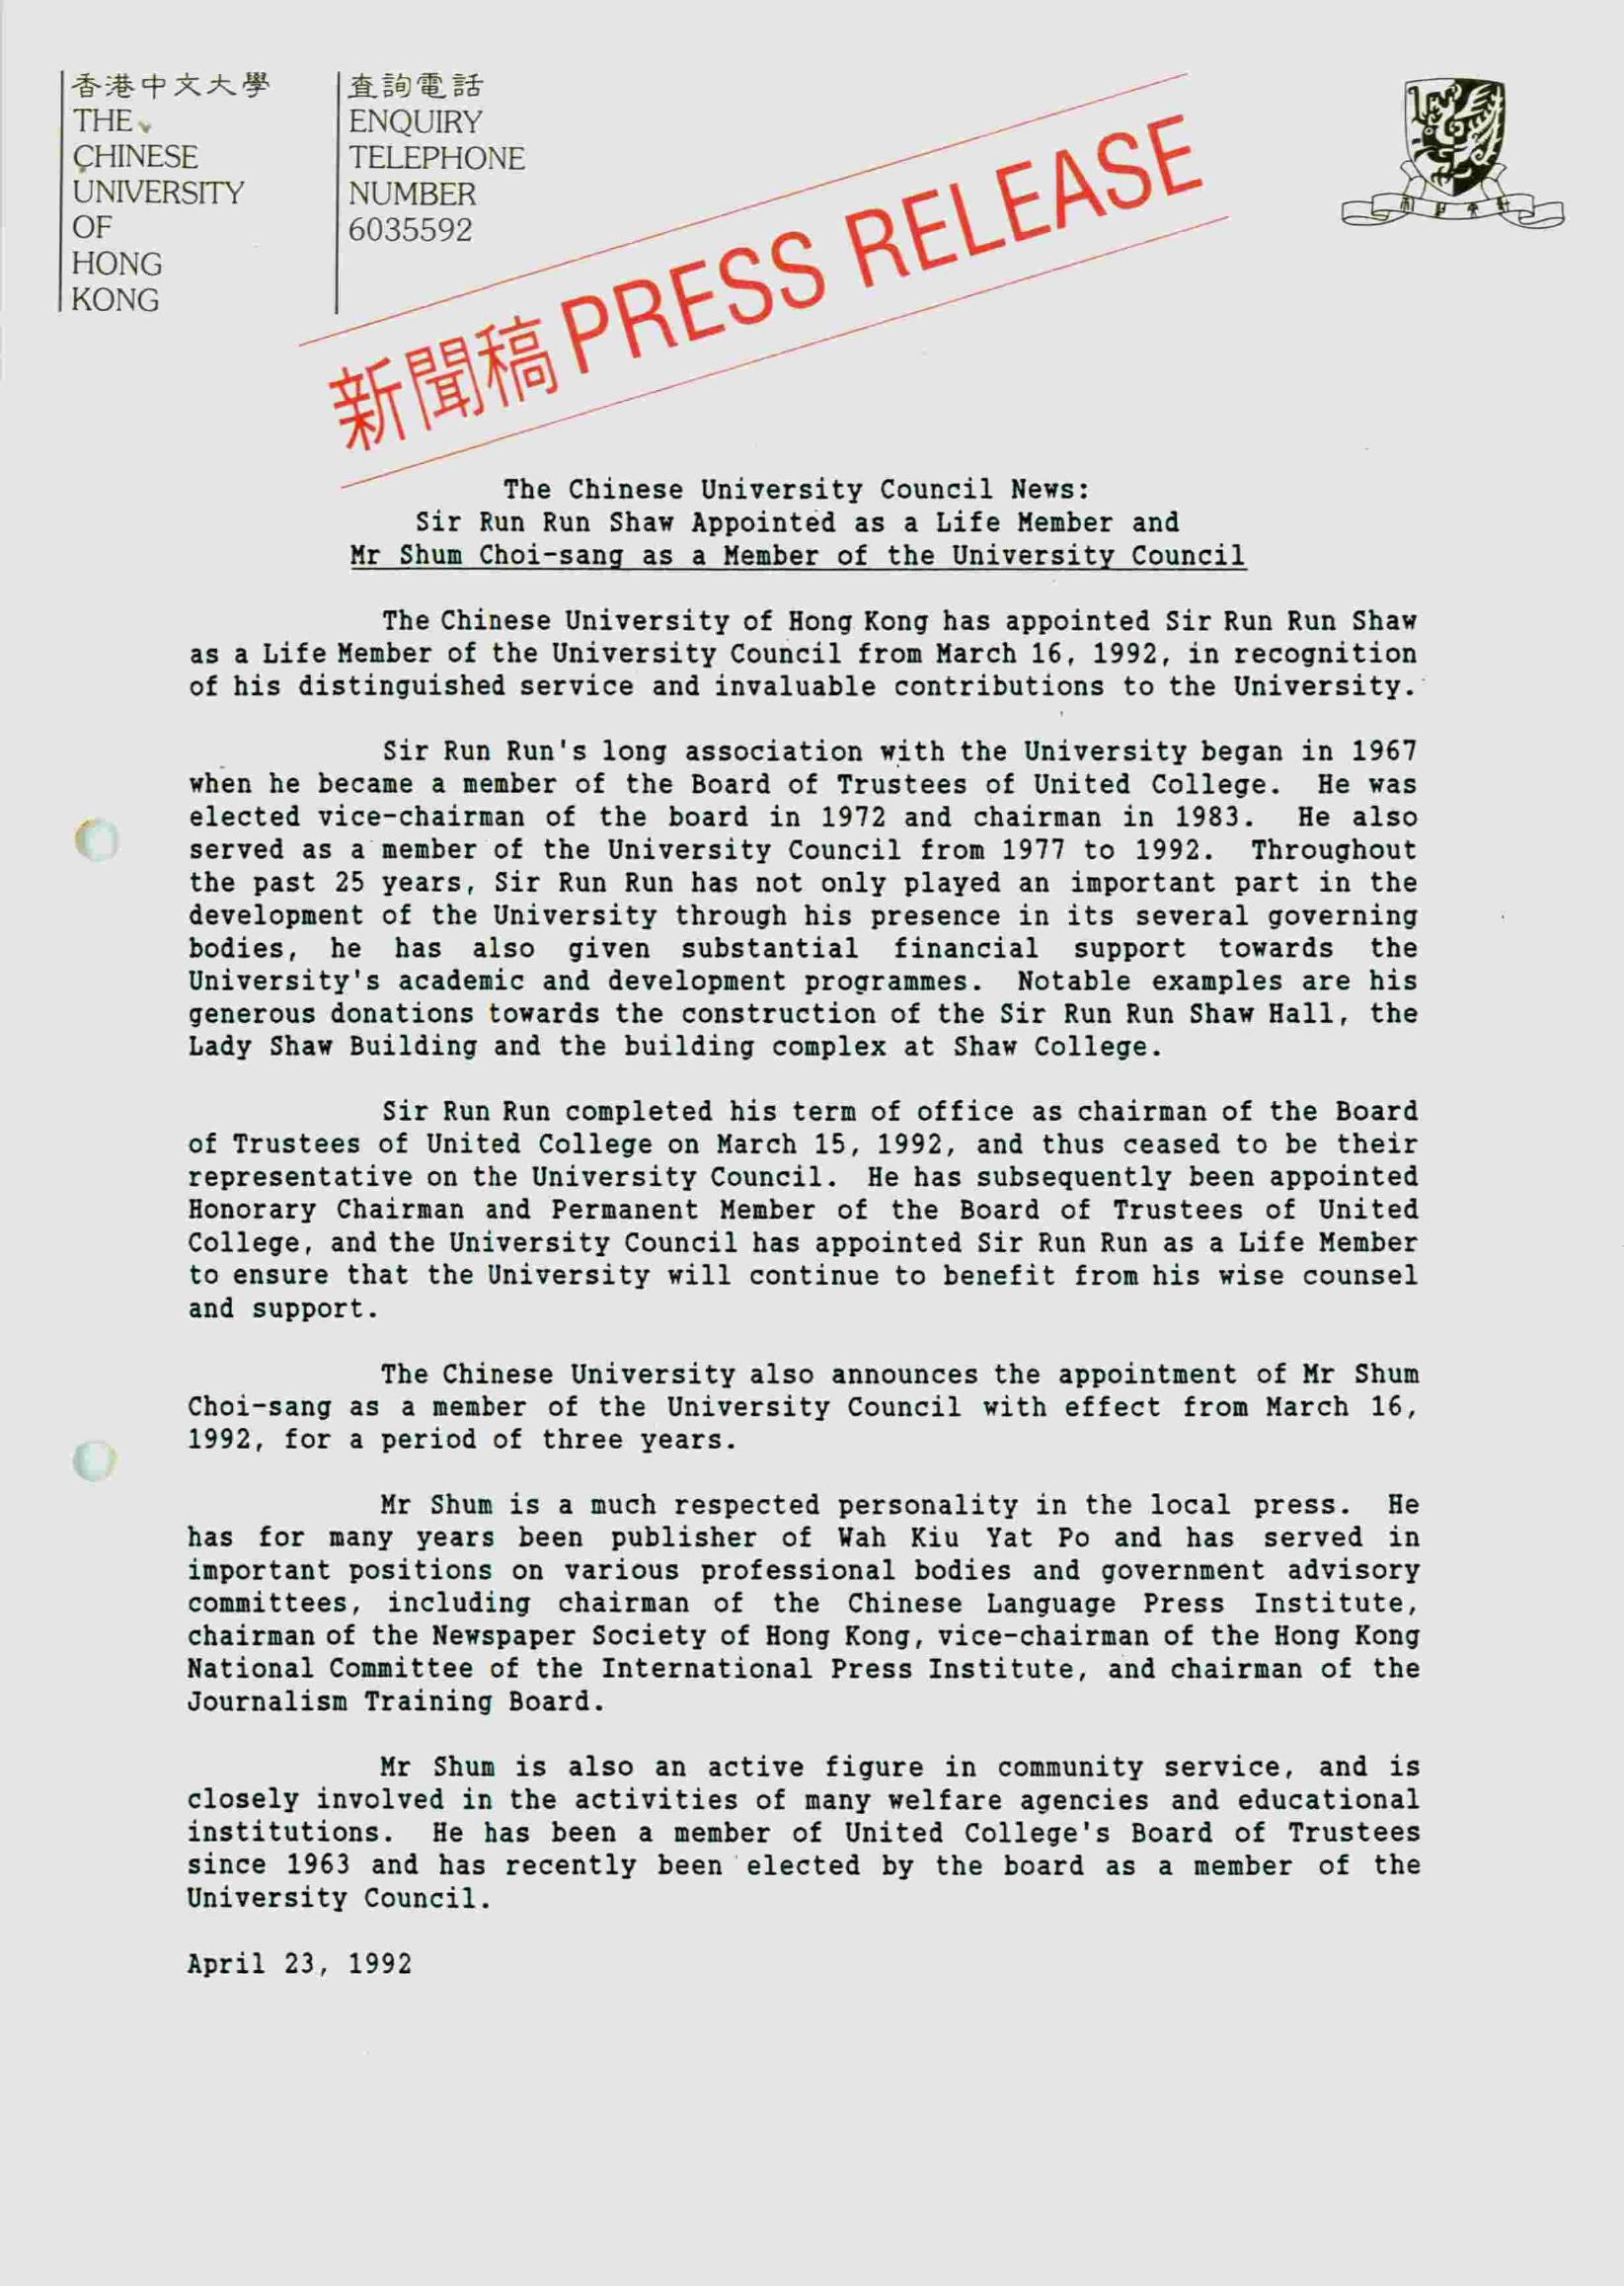 香港中文大學
THE
CHINESE
UNIVERSITY
OF
HONG
KONG
查詢電話
ENQUIRY
TELEPHONE
NUMBER
6035592
新聞稿 PRESS RELEASE
The Chinese University Council News:
Sir Run Run Shaw Appointed as a Life Member and
Mr Shum Choi-sang as a Member of the University Council
The Chinese University of Hong Kong has appointed Sir Run Run Shaw
as a Life Member of the University Council from March 16, 1992, in recognition
of his distinguished service and invaluable contributions to the University.
Sir Run Run's long association with the University began in 1967
when he became a member of the Board of Trustees of United College. He was
elected vice-chairman of the board in 1972 and chairman in 1983. He also
served as a member of the University Council from 1977 to 1992. Throughout
the past 25 years, Sir Run Run has not only played an important part in the
development of the University through his presence in its several governing
bodies, he has also given substantial financial support towards the
University's academic and development programmes. Notable examples are his
generous donations towards the construction of the Sir Run Run Shaw Hall, the
Lady Shaw Building and the building complex at Shaw College.
Sir Run Run completed his term of office as chairman of the Board
of Trustees of United College on March 15, 1992, and thus ceased to be their
representative on the University Council. He has subsequently been appointed
Honorary Chairman and Permanent Member of the Board of Trustees of United
College, and the University Council has appointed Sir Run Run as a Life Member
to ensure that the University will continue to benefit from his wise counsel
and support.
The Chinese University also announces the appointment of Mr Shum
Choi-sang as a member of the University Council with effect from March 16,
1992, for a period of three years.
Mr Shum is a much respected personality in the local press. He
has for many years been publisher of Wah Kiu Yat Po and has served in
important positions on various professional bodies and government advisory
committees, including chairman of the Chinese Language Press Institute,
chairman of the Newspaper Society of Hong Kong, vice-chairman of the Hong Kong
National Committee of the International Press Institute, and chairman of the
Journalism Training Board.
Mr Shum is also an active figure in community service, and is
closely involved in the activities of many welfare agencies and educational
institutions. He has been a member of United College's Board of Trustees
since 1963 and has recently been elected by the board as a member of the
University Council.
April 23, 1992